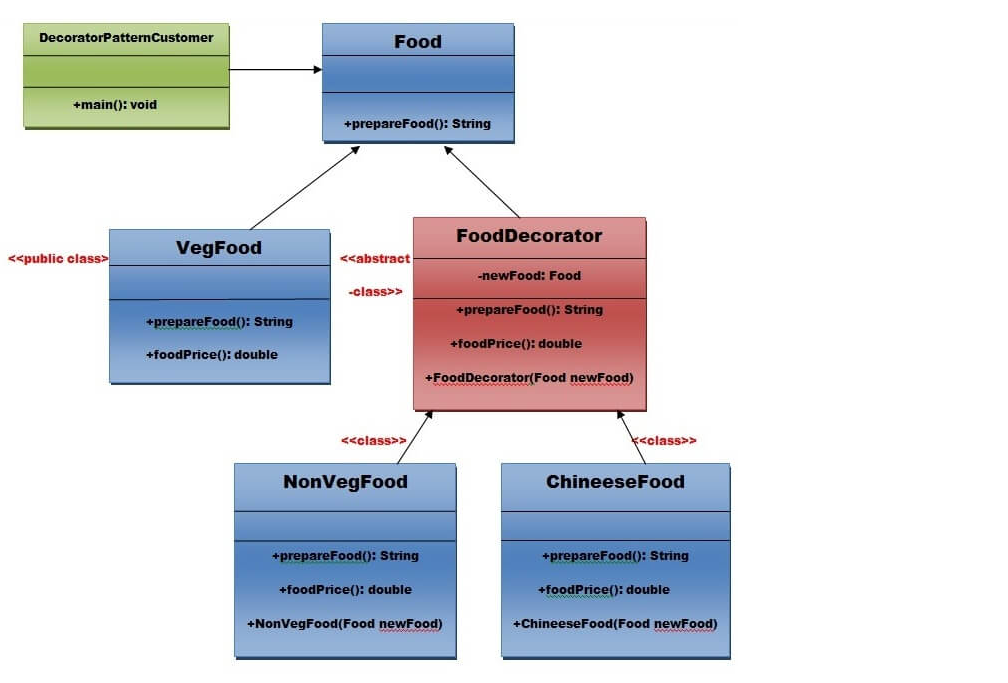 DecoratorPatternCustomer
+main(): void
Food
+prepareFood(): String
<<public class>
VegFood
+prepareFood(): String
+foodPrice(): double
<<abstract
-class>>
FoodDecorator
-newFood: Food
+prepareFood(): String
+foodPrice(): double
+FoodDecorator(Food newFood)
<<class>>
<<class>>
NonVegFood
+prepareFood(): String
+foodPrice(): double
+NonVegFood(Food newFood)
ChineeseFood
+prepareFood(): String
+foodPrice(): double
+ChineeseFood(Food newFood)